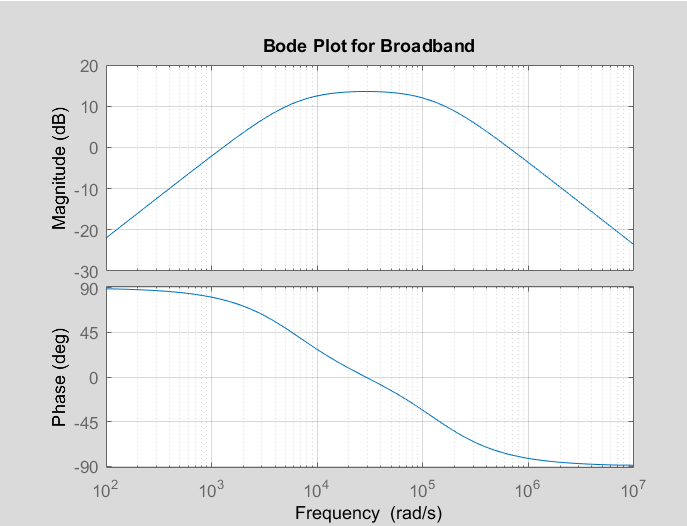 Bode Plot for Broadband
Magnitude (dB)
20
10
0
-10
-20
-30
Phase (deg)
90
45
0
-45
-90
10^2 10^3 10^4 10^5 10^6 10^7
Frequency (rad/s)